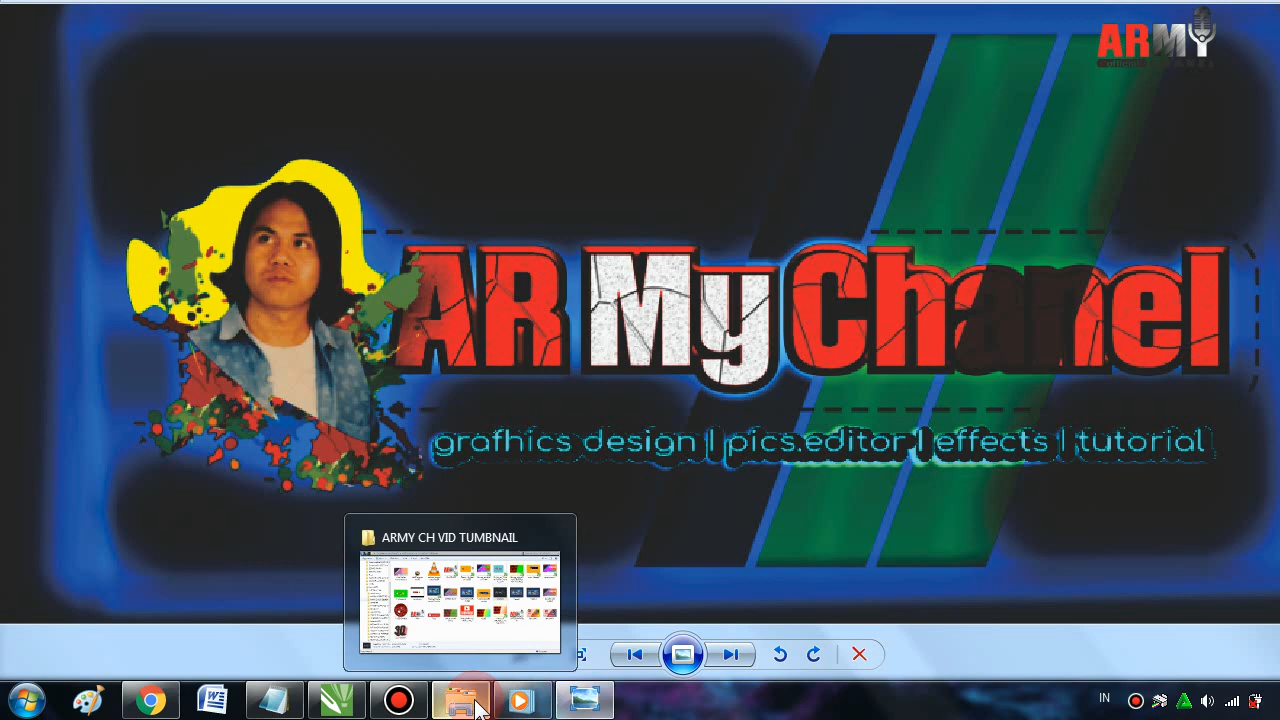 ARMY
AR My Chanel
grafhics design | pics.editor | effects | tutorial
ARMY CH VID TUMBNAIL
IN